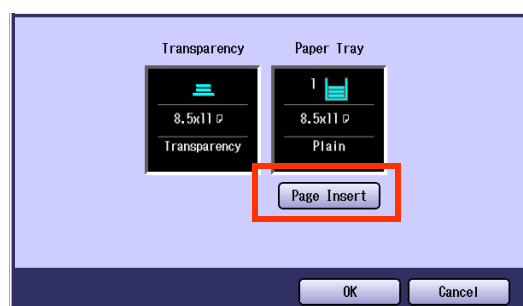 Transparency Paper Tray
1
8.5x11 8.5x11
Transparency Plain
Page Insert
OK Cancel